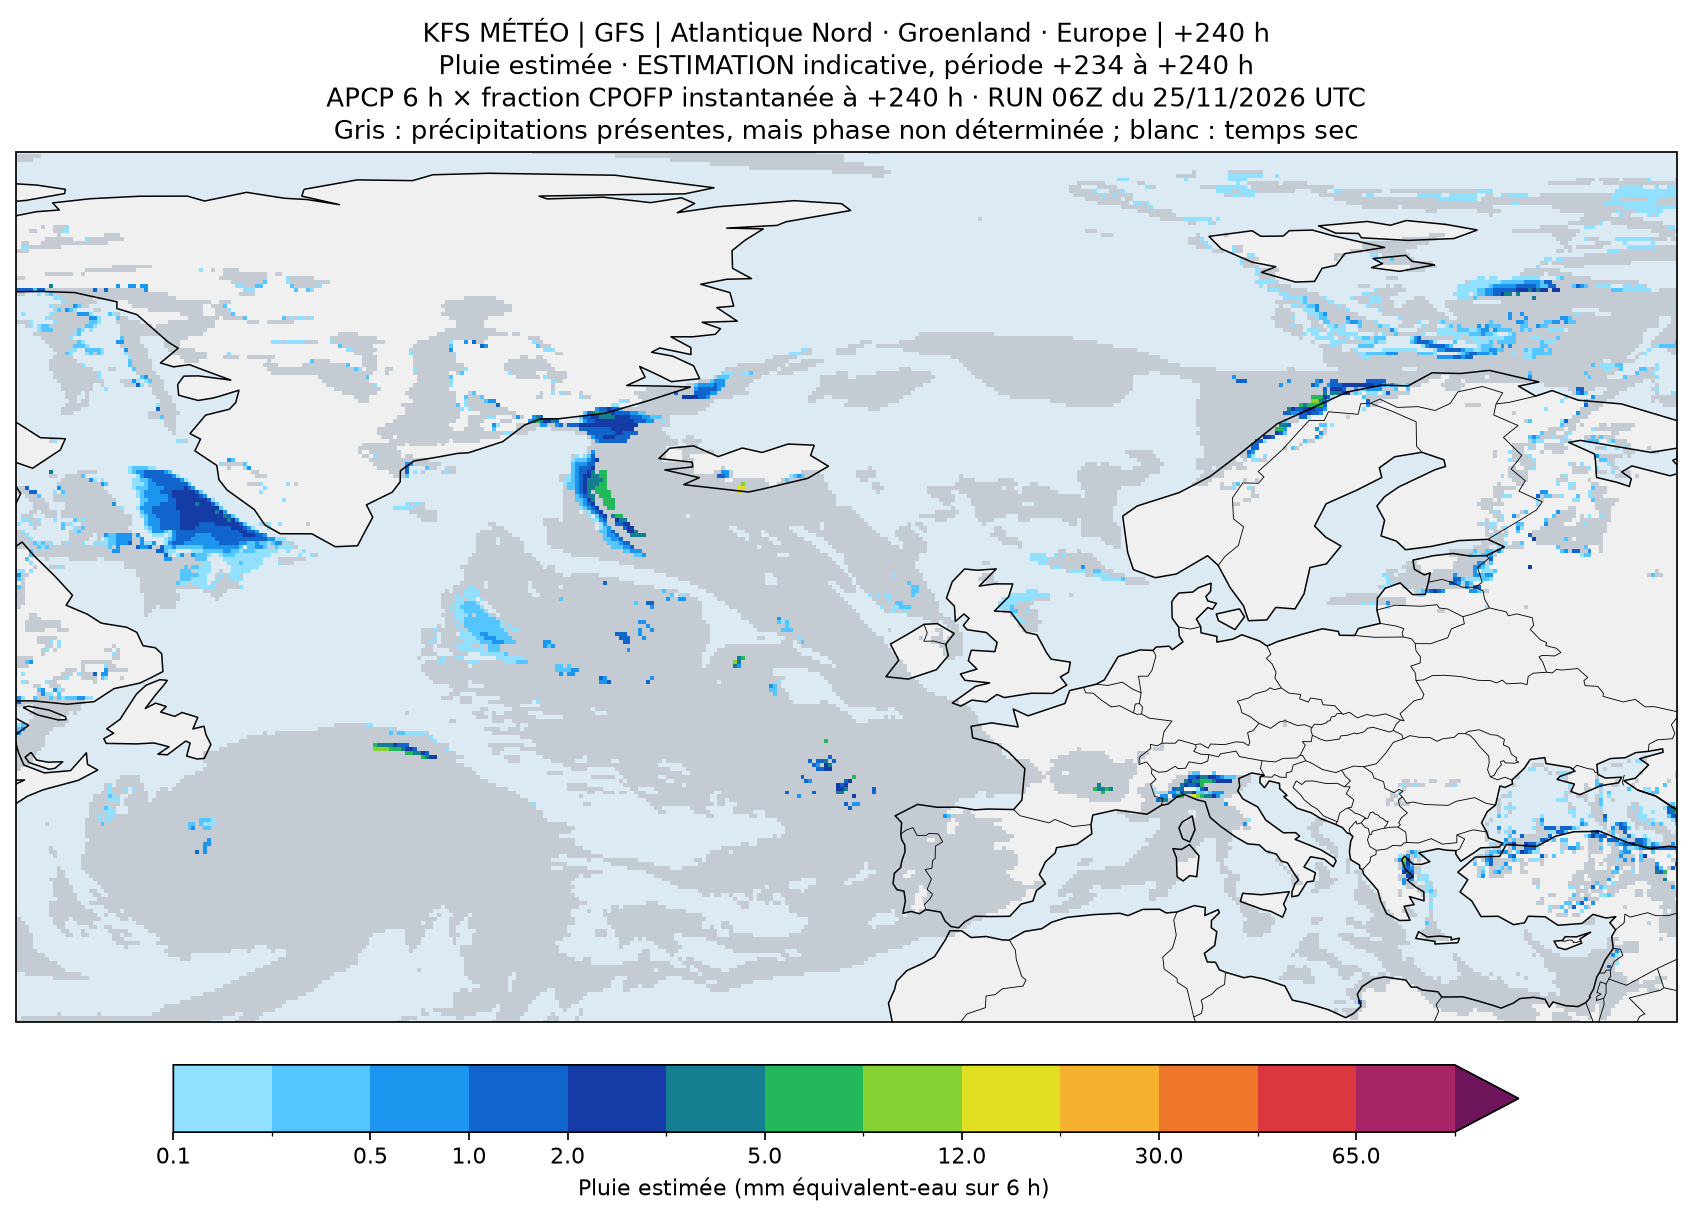 KFS MÉTÉO | GFS | Atlantique Nord · Groenland · Europe | +240 h
Pluie estimée · ESTIMATION indicative, période +234 à +240 h
APCP 6 h × fraction CPOFP instantanée à +240 h · RUN 06Z du 25/11/2026 UTC
Gris : précipitations présentes, mais phase non déterminée ; blanc : temps sec
0.1 0.5 1.0 2.0 5.0 12.0 30.0 65.0
Pluie estimée (mm équivalent-eau sur 6 h)